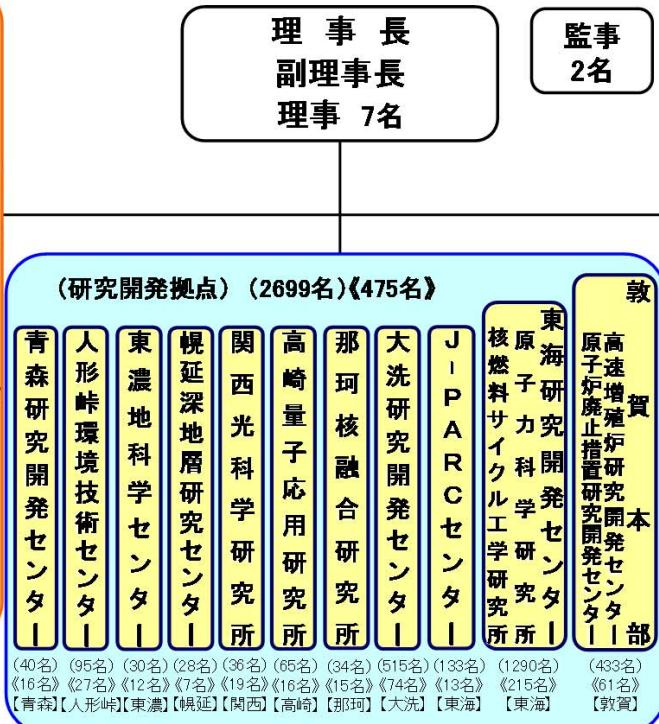 理 事 長
副理事長
理事 7名
監事
2名
(研究開発拠点) (2699名)《475名》
青森研究開発センター
(40名)
《16名》
【青森】
人形峠環境技術センター
(95名)
《27名》
【人形峠】
東濃地科学センター
(30名)
《12名》
【東濃】
幌延深地層研究センター
(28名)
《7名》
【幌延】
関西光科学研究所
(36名)
《19名》
【関西】
高崎量子応用研究所
(65名)
《16名》
【高崎】
那珂核融合研究所
(34名)
《15名》
【那珂】
大洗研究開発センター
(515名)
《74名》
【大洗】
J-PARCセンター
(133名)
《13名》
【東海】
東海研究開発センター
原子力科学研究所
核燃料サイクル工学研究所
(1290名)
《215名》
【東海】
敦賀本部
高速増殖炉研究開発センター
原子炉廃止措置研究開発センター
(433名)
《61名》
【敦賀】